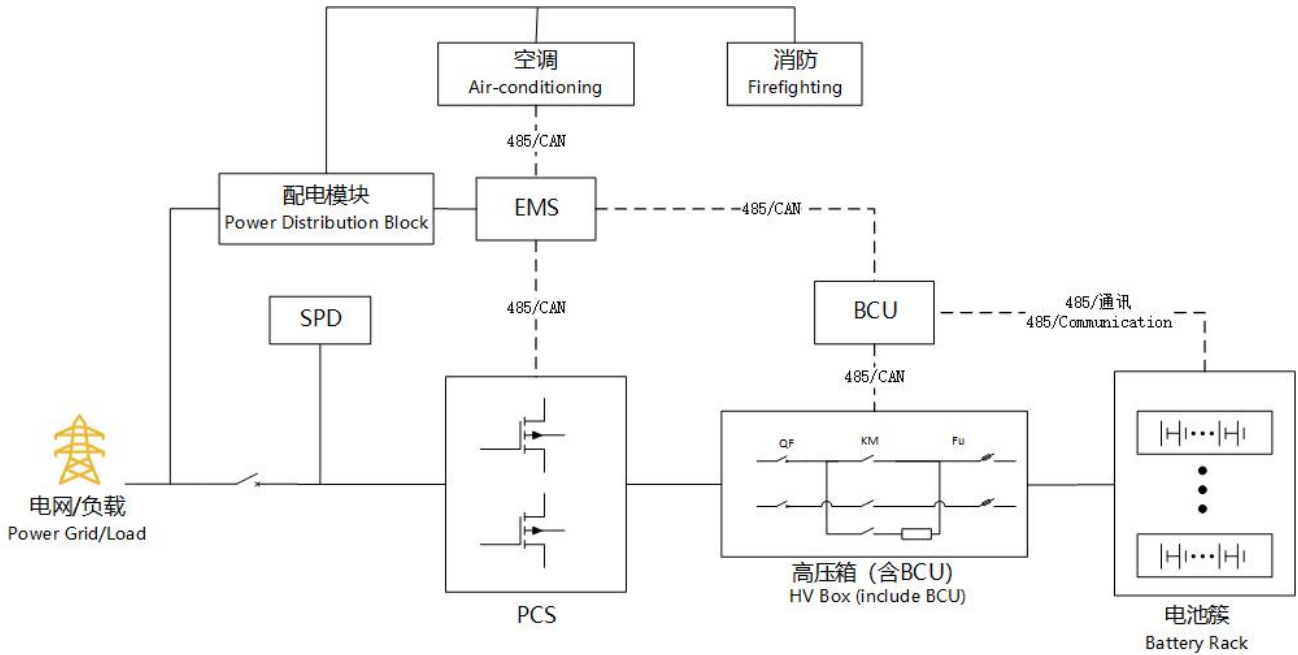 空调
Air-conditioning
消防
Firefighting
485/CAN
配电模块
Power Distribution Block
EMS
485/CAN
SPD
485/CAN
BCU
485/通讯
485/Communication
485/CAN
QF
KM
Fu
电网/负载
Power Grid/Load
PCS
高压箱（含BCU）
HV Box (include BCU)
电池簇
Battery Rack